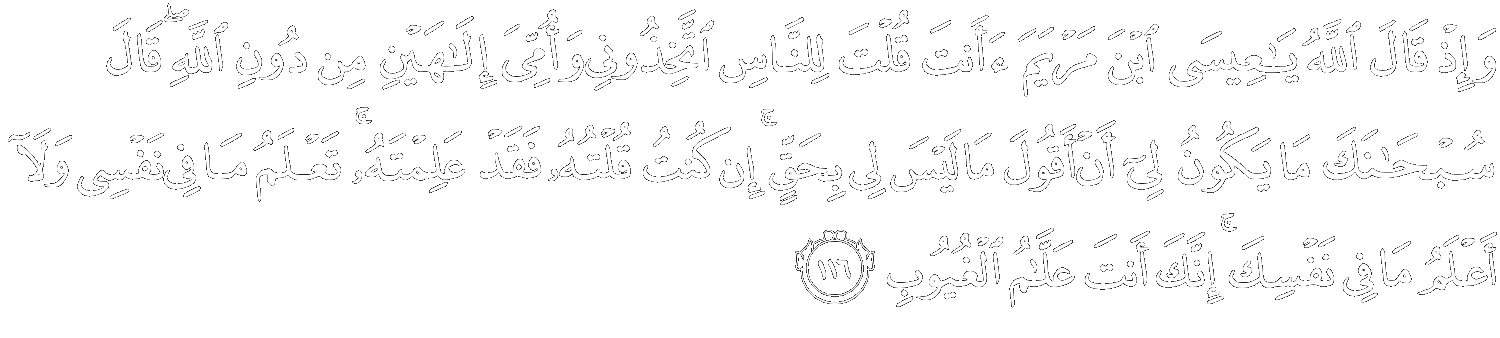 وَإِذْ قَالَ ٱللَّهُ يَـٰعِيسَى ٱبْنَ مَرْيَمَ ءَأَنتَ قُلْتَ لِلنَّاسِ ٱتَّخِذُونِى وَأُمِّىَ إِلَـٰهَيْنِ مِن دُونِ ٱللَّهِ ۖ قَالَ
سُبْحَـٰنَكَ مَا يَكُونُ لِىٓ أَنْ أَقُولَ مَا لَيْسَ لِى بِحَقٍّ ۚ إِن كُنتُ قُلْتُهُۥ فَقَدْ عَلِمْتَهُۥ ۚ تَعْلَمُ مَا فِى نَفْسِى وَلَآ
أَعْلَمُ مَا فِى نَفْسِكَ ۚ إِنَّكَ أَنتَ عَلَّـٰمُ ٱلْغُيُوبِ ١١٦